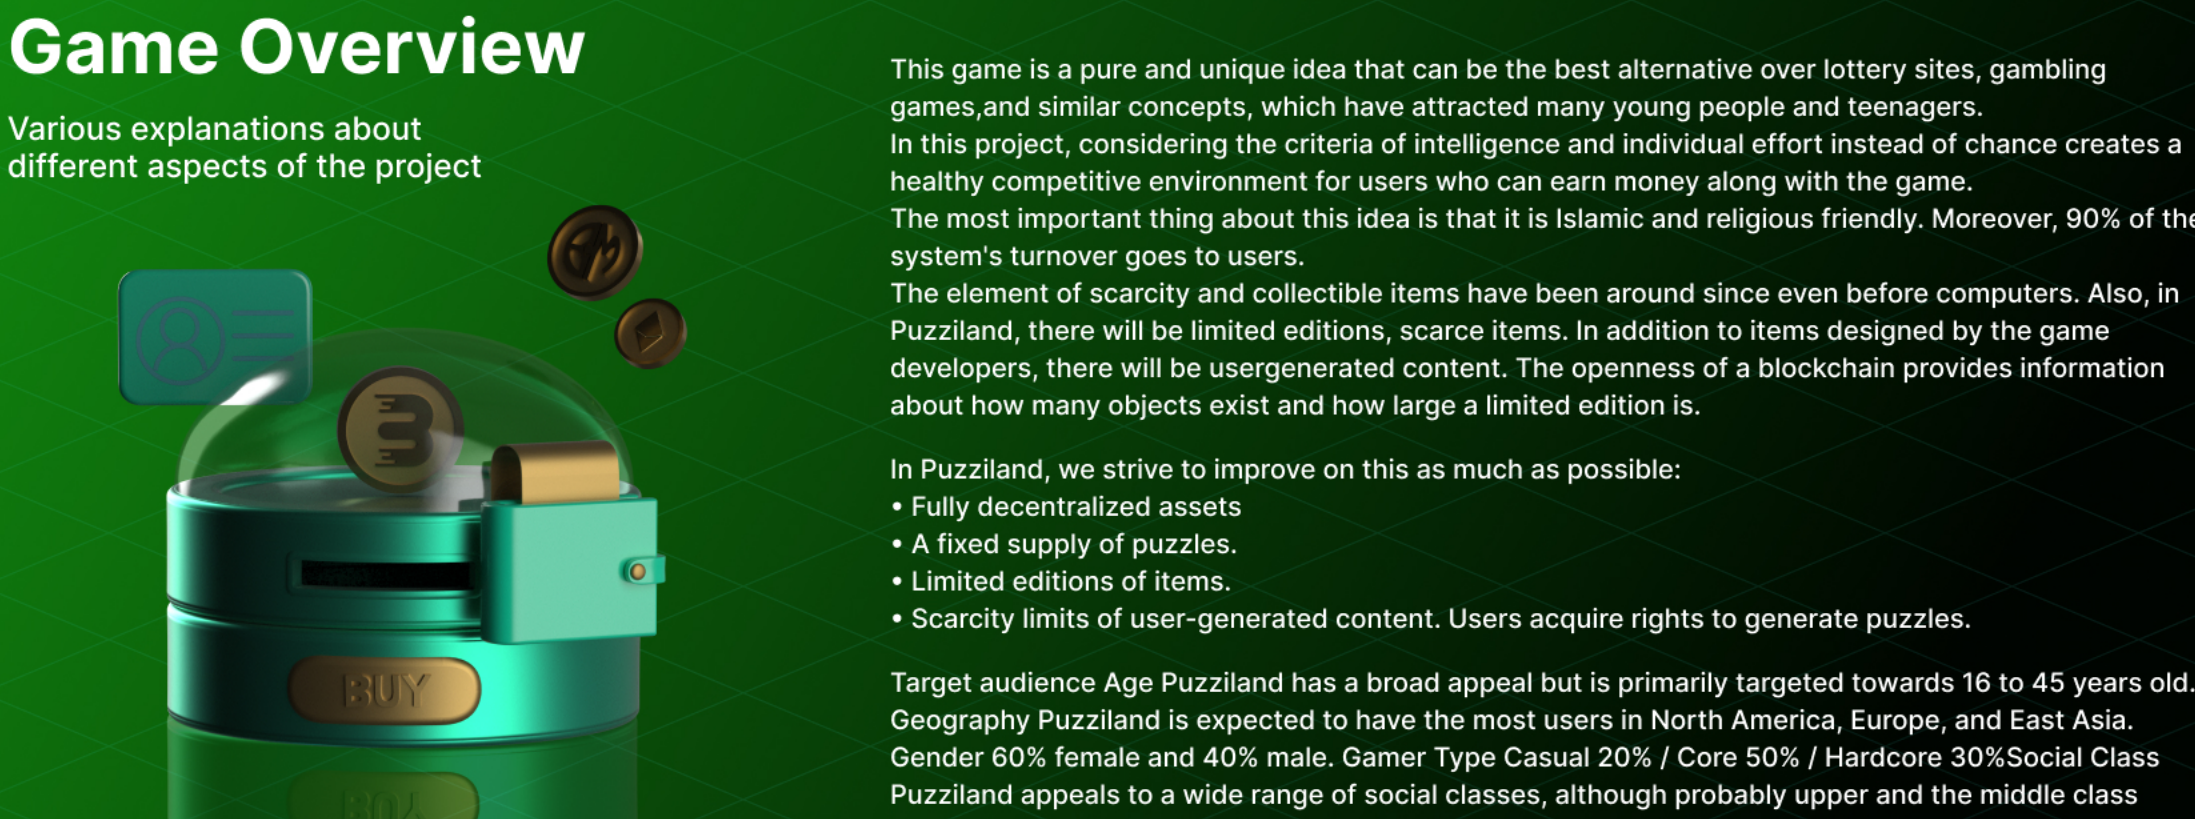 Game Overview
Various explanations about
different aspects of the project
This game is a pure and unique idea that can be the best alternative over lottery sites, gambling
games,and similar concepts, which have attracted many young people and teenagers.
In this project, considering the criteria of intelligence and individual effort instead of chance creates a
healthy competitive environment for users who can earn money along with the game.
The most important thing about this idea is that it is Islamic and religious friendly. Moreover, 90% of the
system's turnover goes to users.
The element of scarcity and collectible items have been around since even before computers. Also, in
Puzziland, there will be limited editions, scarce items. In addition to items designed by the game
developers, there will be usergenerated content. The openness of a blockchain provides information
about how many objects exist and how large a limited edition is.
In Puzziland, we strive to improve on this as much as possible:
• Fully decentralized assets
• A fixed supply of puzzles.
• Limited editions of items.
• Scarcity limits of user-generated content. Users acquire rights to generate puzzles.
Target audience Age Puzziland has a broad appeal but is primarily targeted towards 16 to 45 years old.
Geography Puzziland is expected to have the most users in North America, Europe, and East Asia.
Gender 60% female and 40% male. Gamer Type Casual 20% / Core 50% / Hardcore 30%Social Class
Puzziland appeals to a wide range of social classes, although probably upper and the middle class
BUY